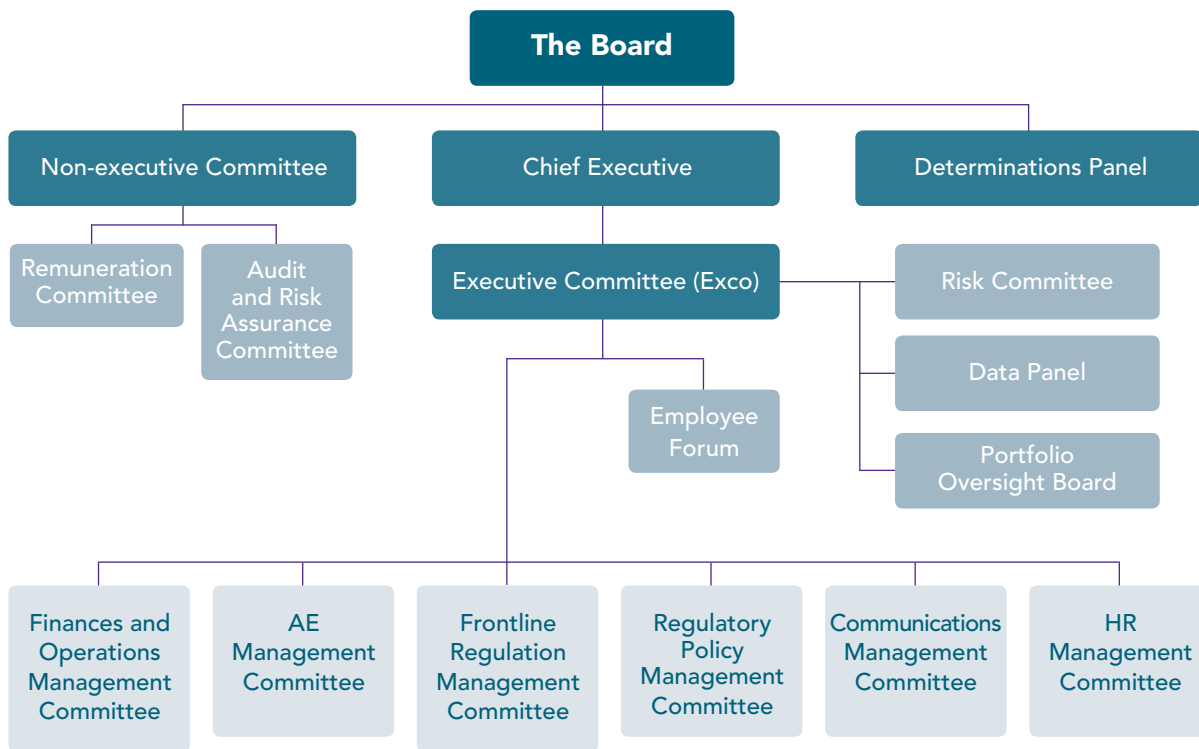 The Board
Non-executive Committee
Chief Executive
Determinations Panel
Remuneration
Committee
Audit
and Risk
Assurance
Committee
Executive Committee (Exco)
Risk Committee
Data Panel
Employee
Forum
Portfolio
Oversight Board
Finances and
Operations
Management
Committee
AE
Management
Committee
Frontline
Regulation
Management
Committee
Regulatory
Policy
Management
Committee
Communications
Management
Committee
HR
Management
Committee